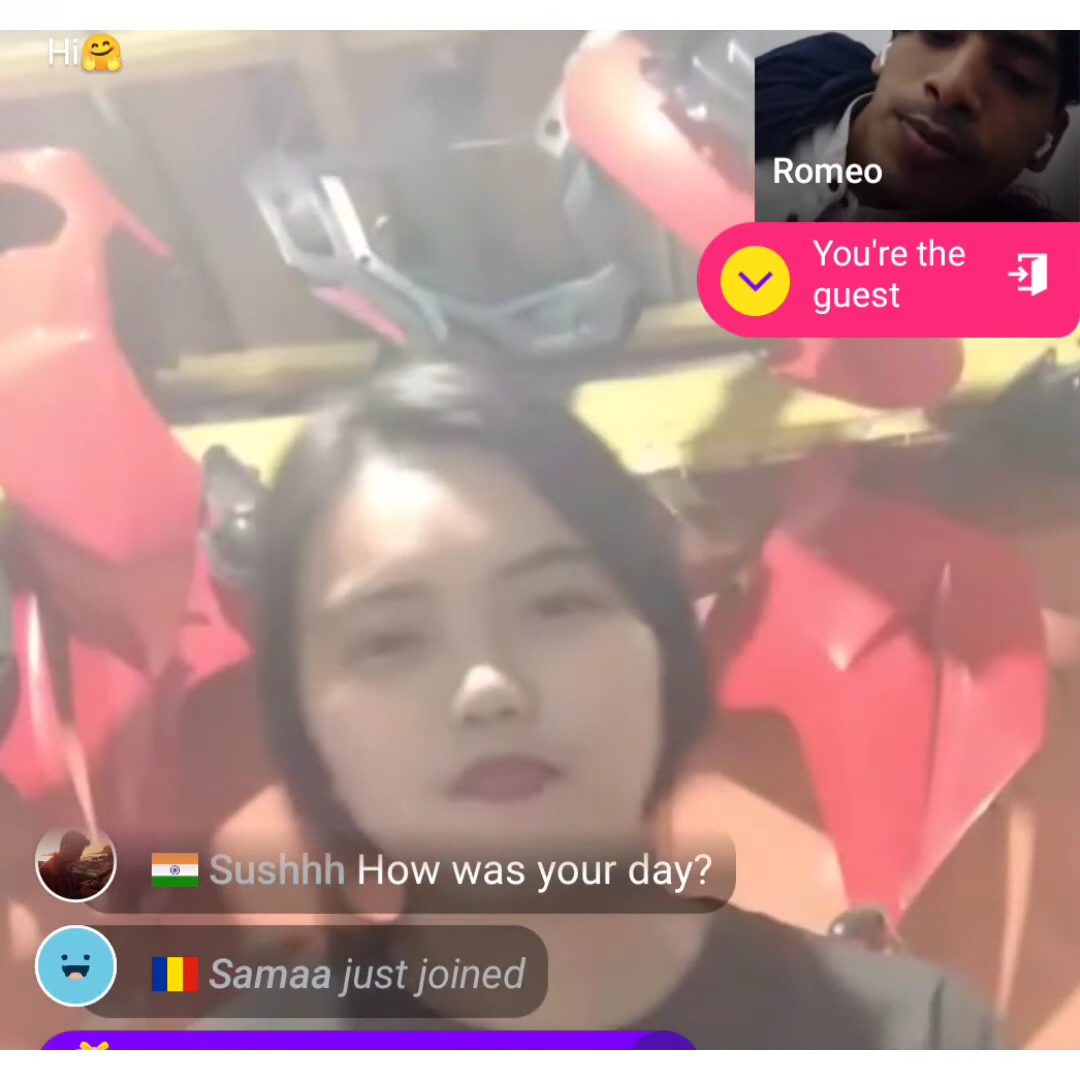 Hi🤗
Romeo
You're the
guest
Sushhh How was your day?
Samaa just joined